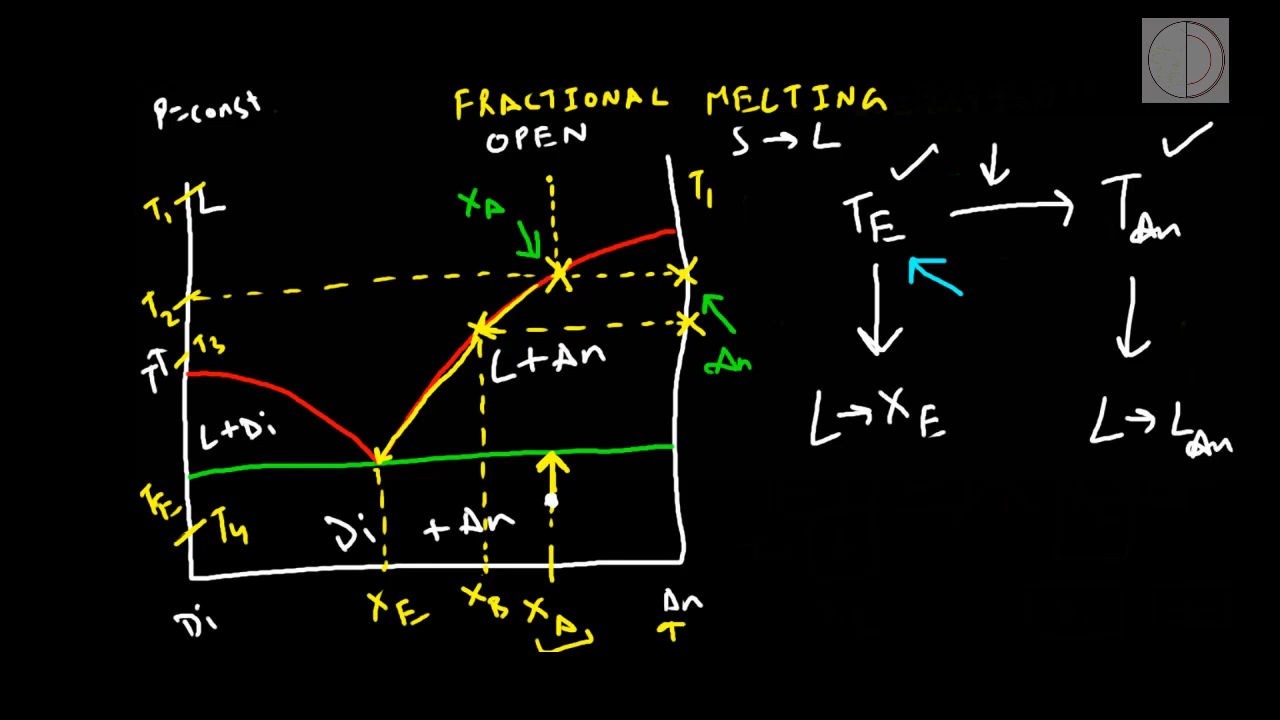 P=const
FRACTIONAL MELTING
OPEN S → L
T1 L
XA
T1
TE → TAn
T2
T3
L+An
An
L+Di
L→XE
L→LAn
TE
T4
Di + An
XE XB XA
Di
An
T